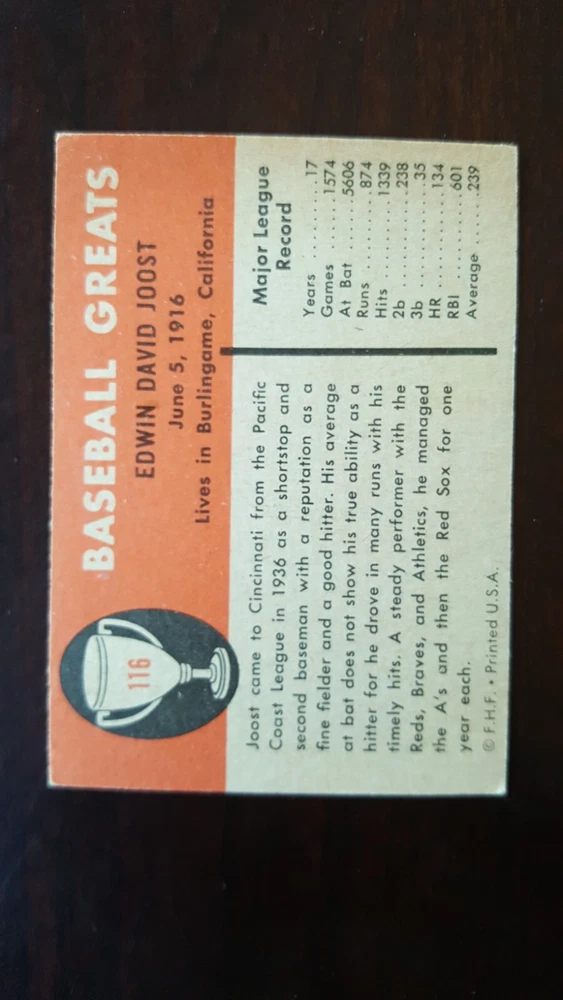 116
BASEBALL GREATS
EDWIN DAVID JOOST
June 5, 1916
Lives in Burlingame, California
Joost came to Cincinnati from the Pacific
Coast League in 1936 as a shortstop and
second baseman with a reputation as a
fine fielder and a good hitter. His average
at bat does not show his true ability as a
hitter for he drove in many runs with his
timely hits. A steady performer with the
Reds, Braves, and Athletics, he managed
the A's and then the Red Sox for one
year each.
© F.H.F. • Printed U.S.A.
Major League
Record
Years ..........17
Games ......1574
At Bat ......5606
Runs ..........874
Hits ..........1339
2b ............238
3b ..............35
HR ............134
RBI ............601
Average ......239